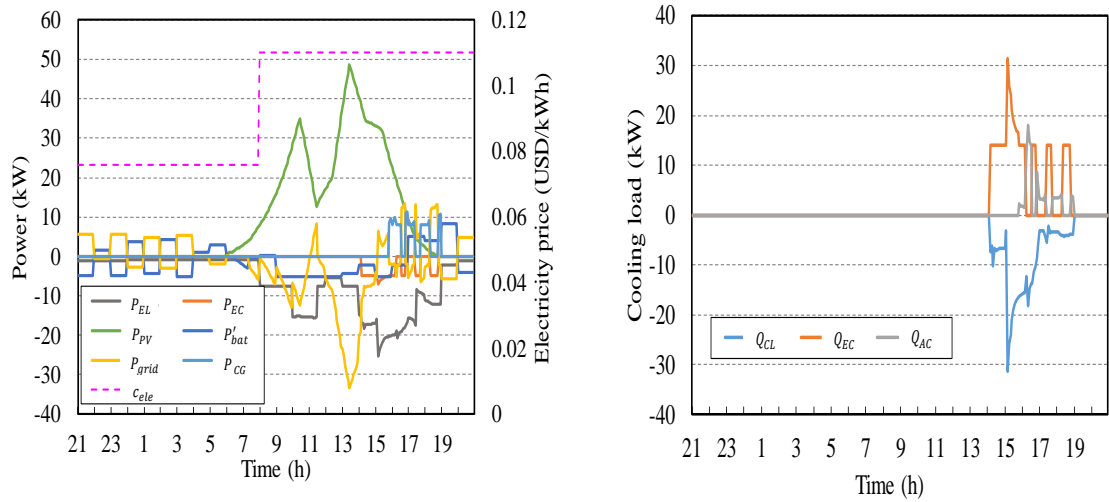 Power (kW)
60
50
40
30
20
10
0
-10
-20
-30
-40
Electricity price (USD/kWh)
0.12
0.1
0.08
0.06
0.04
0.02
0
P_EL
P_EC
P_PV
P'_bat
P_grid
P_CG
c_ele
21 23 1 3 5 7 9 11 13 15 17 19
Time (h)
Cooling load (kW)
40
30
20
10
0
-10
-20
-30
-40
Q_CL
Q_EC
Q_AC
21 23 1 3 5 7 9 11 13 15 17 19
Time (h)